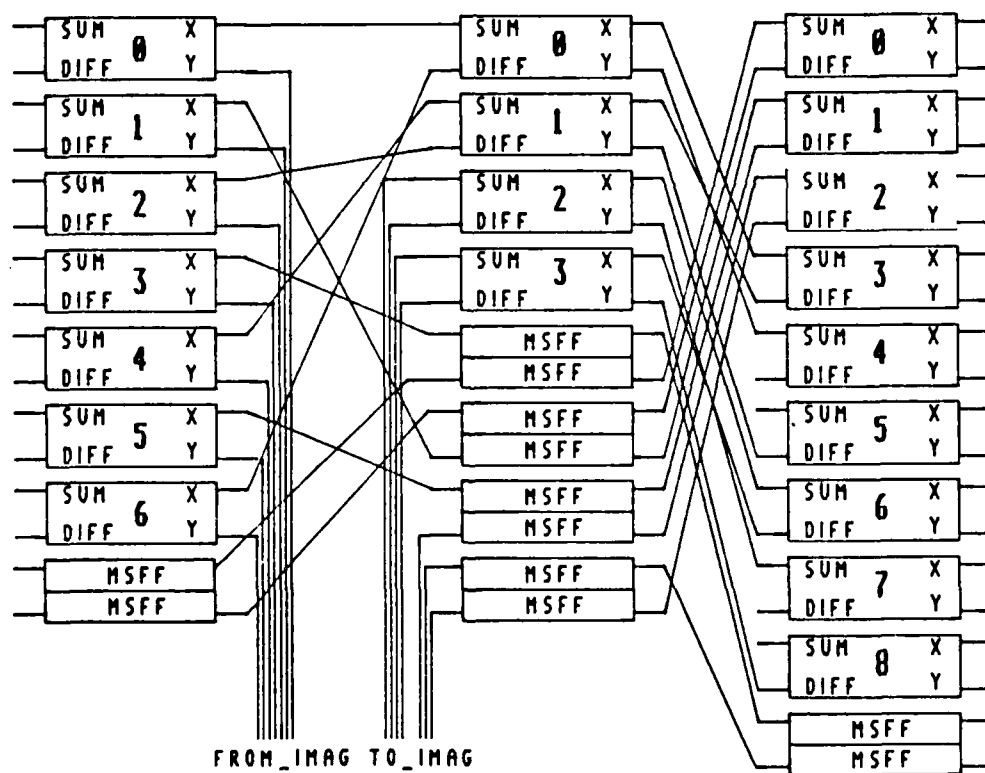 SUM 0 X
DIFF Y
SUM 1 X
DIFF Y
SUM 2 X
DIFF Y
SUM 3 X
DIFF Y
SUM 4 X
DIFF Y
SUM 5 X
DIFF Y
SUM 6 X
DIFF Y
MSFF
MSFF
SUM 0 X
DIFF Y
SUM 1 X
DIFF Y
SUM 2 X
DIFF Y
SUM 3 X
DIFF Y
MSFF
MSFF
MSFF
MSFF
MSFF
MSFF
MSFF
MSFF
SUM 0 X
DIFF Y
SUM 1 X
DIFF Y
SUM 2 X
DIFF Y
SUM 3 X
DIFF Y
SUM 4 X
DIFF Y
SUM 5 X
DIFF Y
SUM 6 X
DIFF Y
SUM 7 X
DIFF Y
SUM 8 X
DIFF Y
MSFF
MSFF
FROM_IMAG TO_IMAG